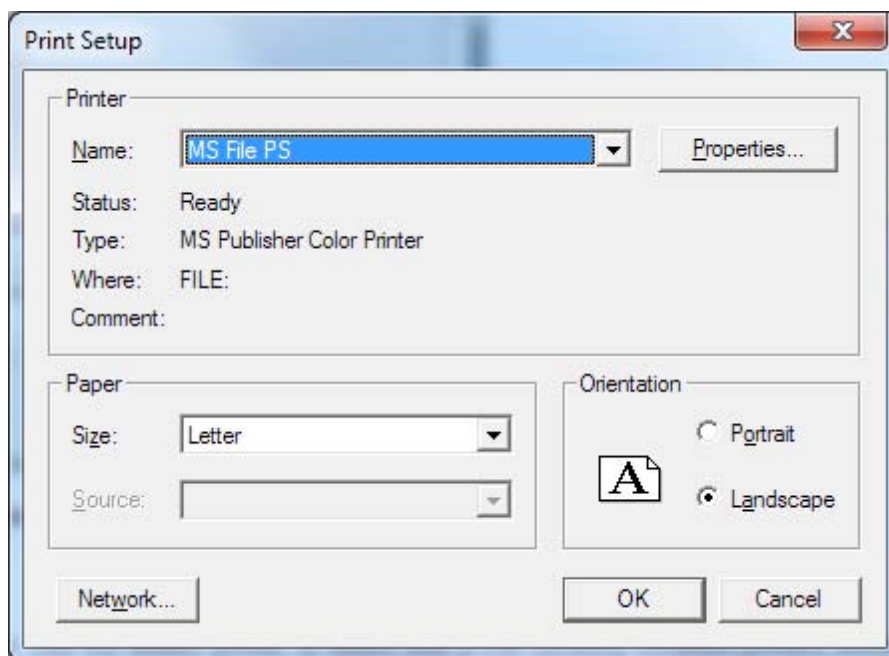 Print Setup
Printer
Name: MS File PS Properties...
Status: Ready
Type: MS Publisher Color Printer
Where: FILE:
Comment:
Paper
Size: Letter
Source:
Orientation
A
Portrait
Landscape
Network... OK Cancel